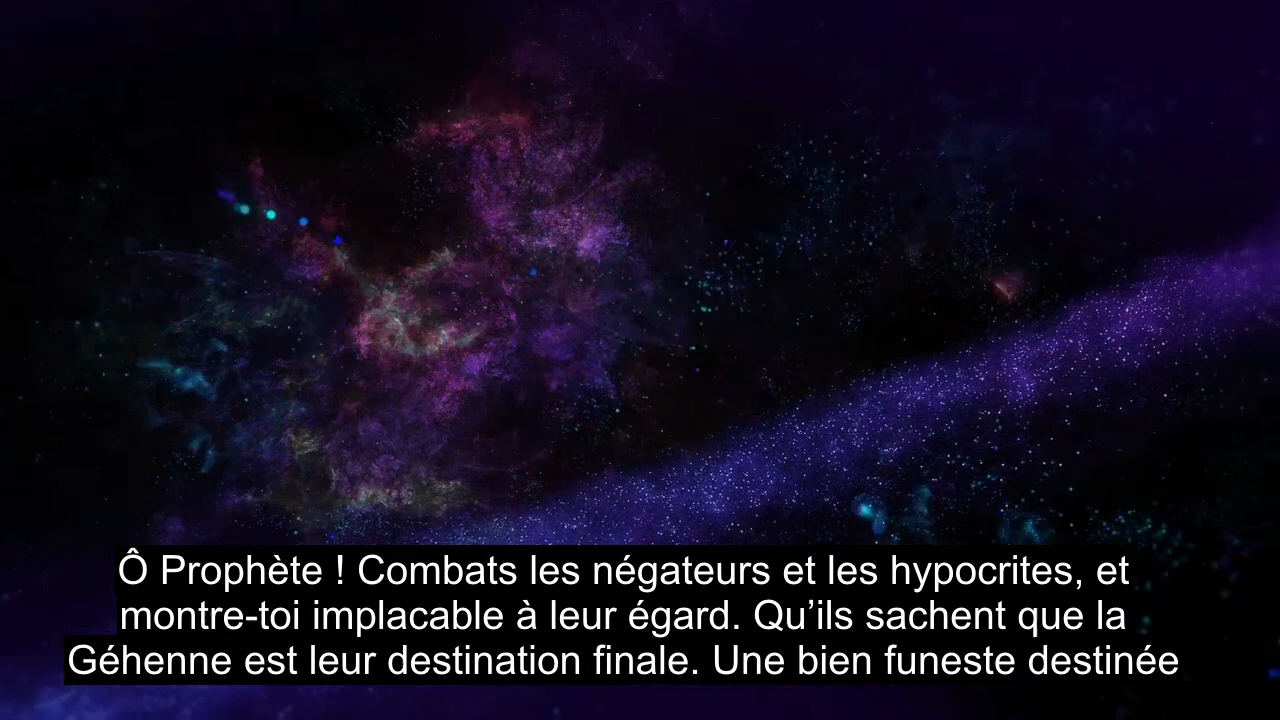 Ô Prophète ! Combats les négateurs et les hypocrites, et
montre-toi implacable à leur égard. Qu’ils sachent que la
Géhenne est leur destination finale. Une bien funeste destinée